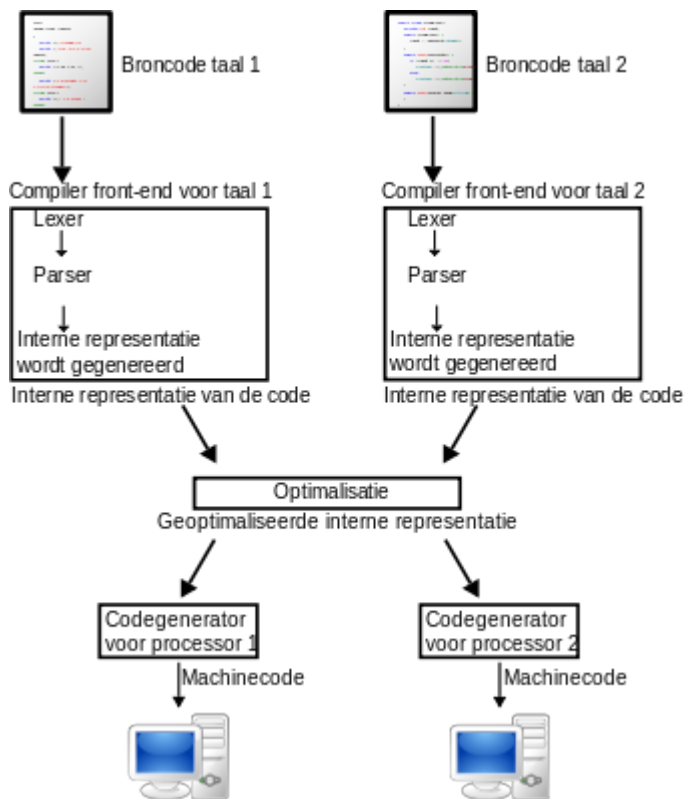 Broncode taal 1
Broncode taal 2
Compiler front-end voor taal 1
Lexer
Parser
Interne representatie
wordt gegenereerd
Interne representatie van de code
Compiler front-end voor taal 2
Lexer
Parser
Interne representatie
wordt gegenereerd
Interne representatie van de code
Optimalisatie
Geoptimaliseerde interne representatie
Codegenerator
voor processor 1
Machinecode
Codegenerator
voor processor 2
Machinecode